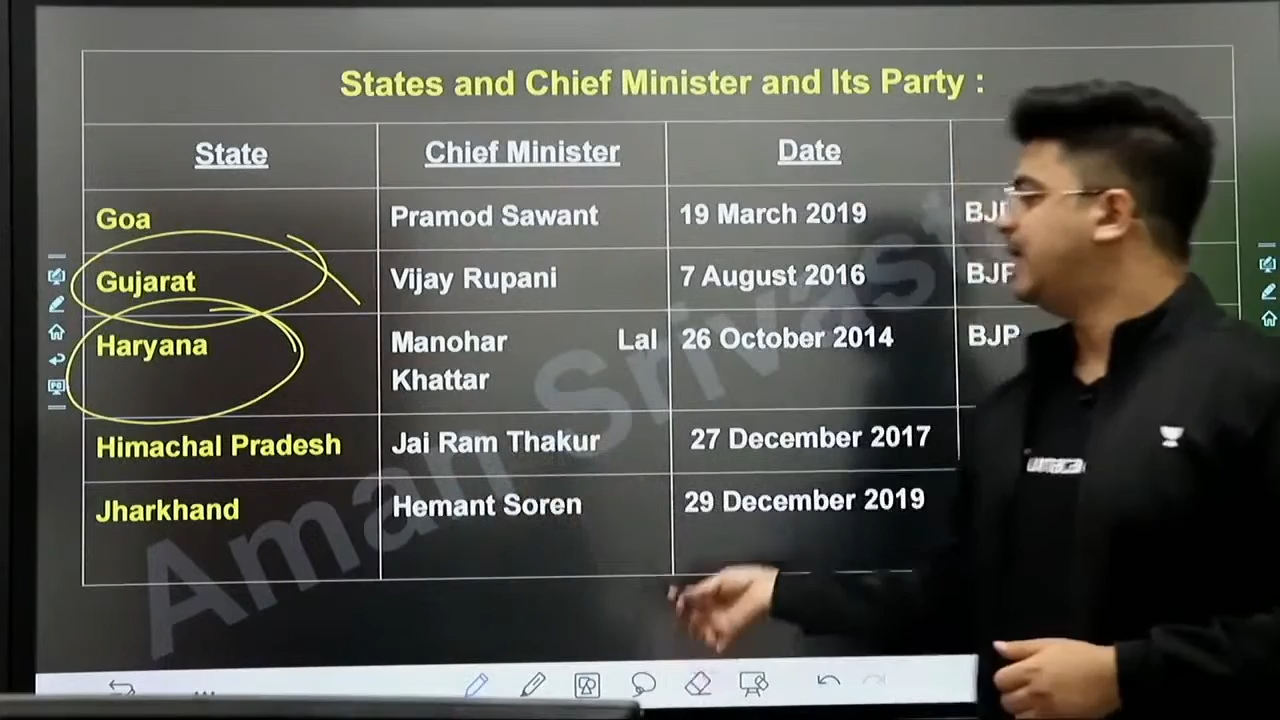 States and Chief Minister and Its Party :
State Chief Minister Date
Goa Pramod Sawant 19 March 2019
Gujarat Vijay Rupani 7 August 2016
Haryana Manohar Lal 26 October 2014 BJP
Khattar
Himachal Pradesh Jai Ram Thakur 27 December 2017
Jharkhand Hemant Soren 29 December 2019
Aman